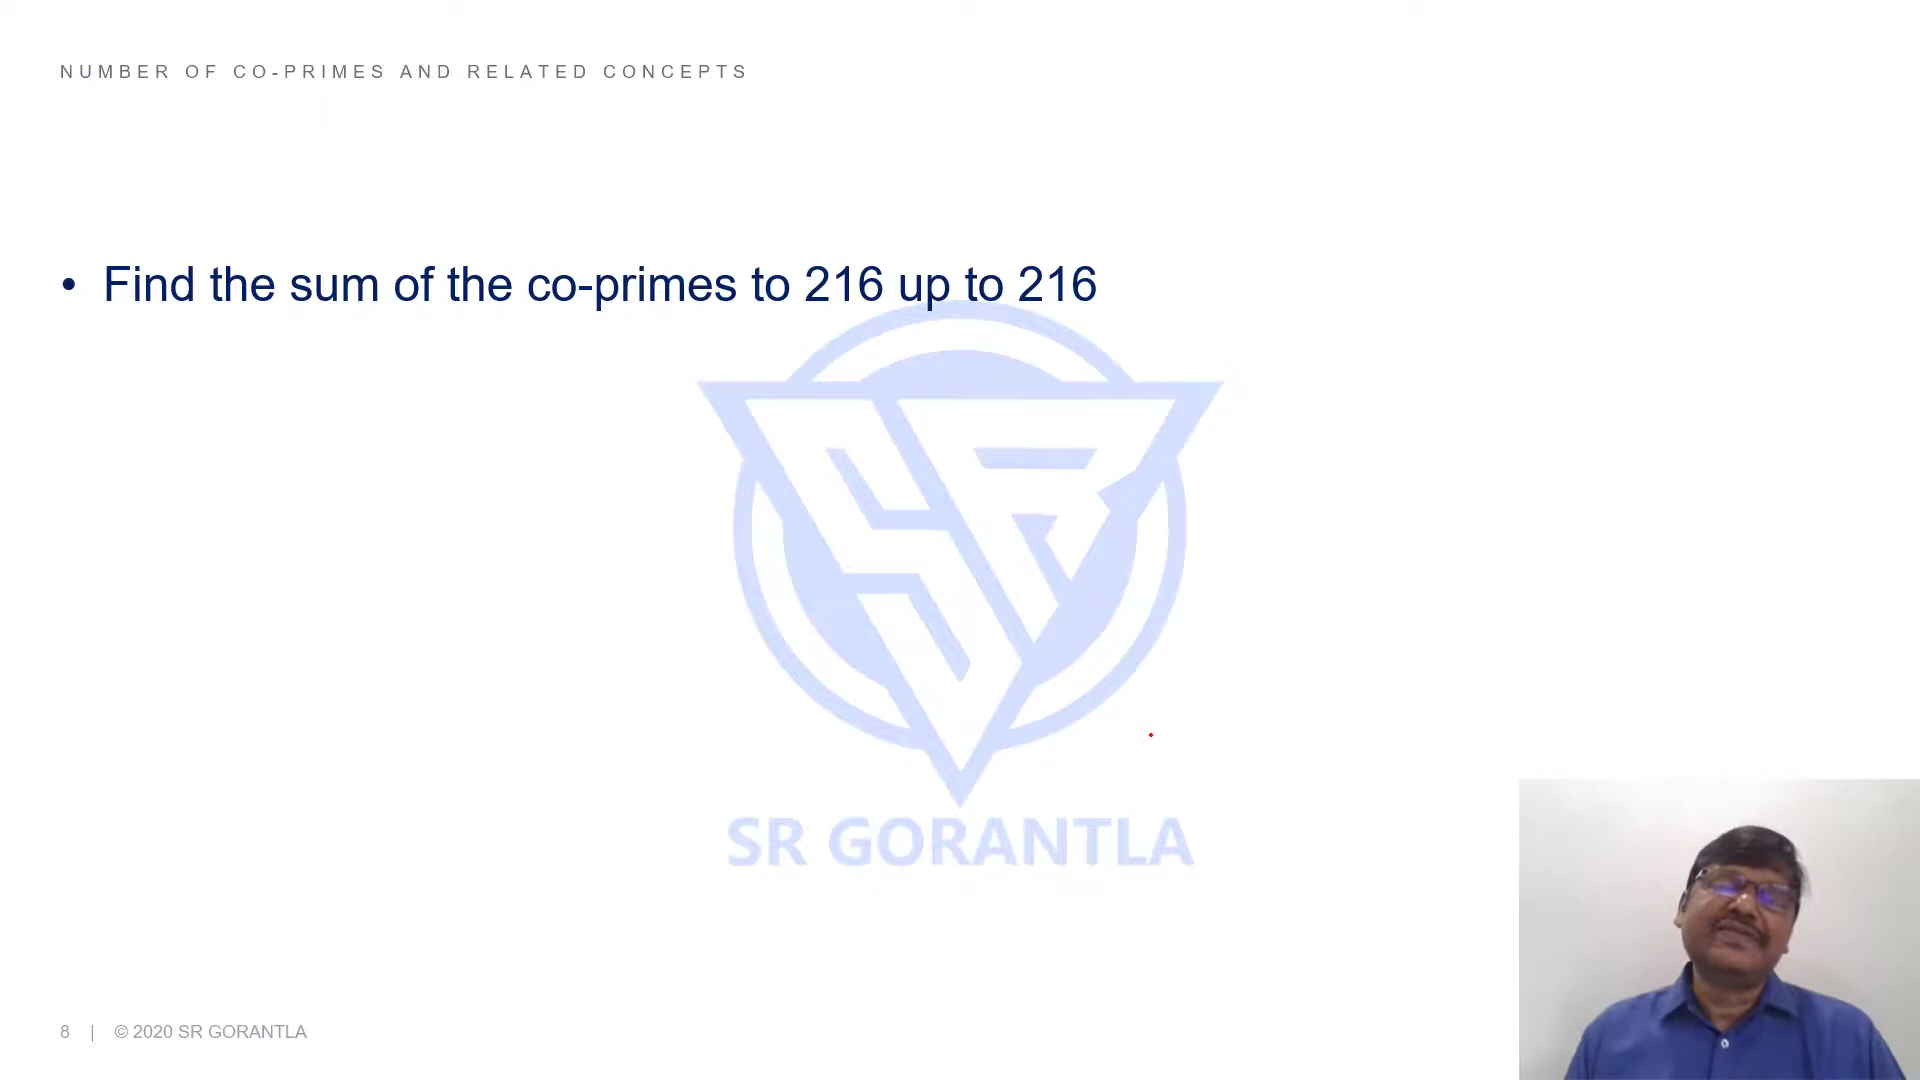 NUMBER OF CO-PRIMES AND RELATED CONCEPTS
• Find the sum of the co-primes to 216 up to 216
SR
SR GORANTLA
8 | © 2020 SR GORANTLA